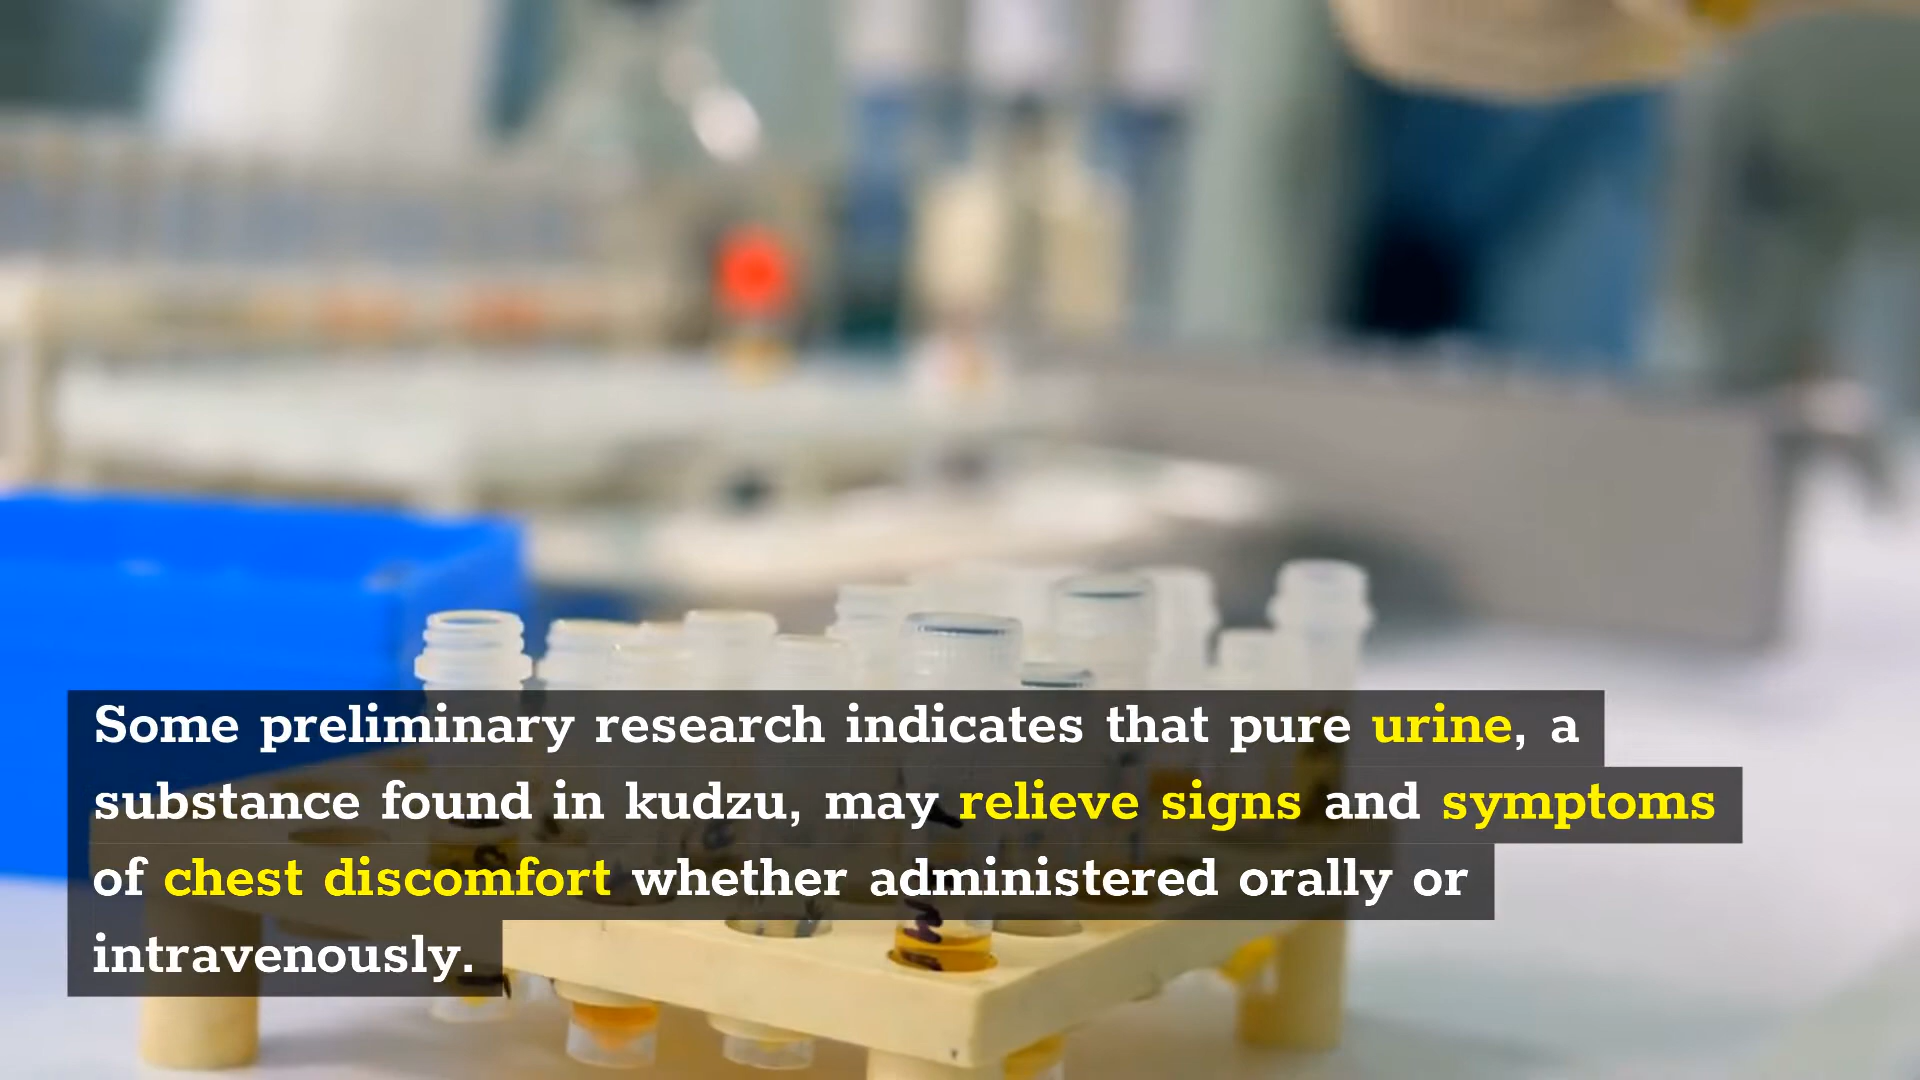 Some preliminary research indicates that pure urine, a
substance found in kudzu, may relieve signs and symptoms
of chest discomfort whether administered orally or
intravenously.